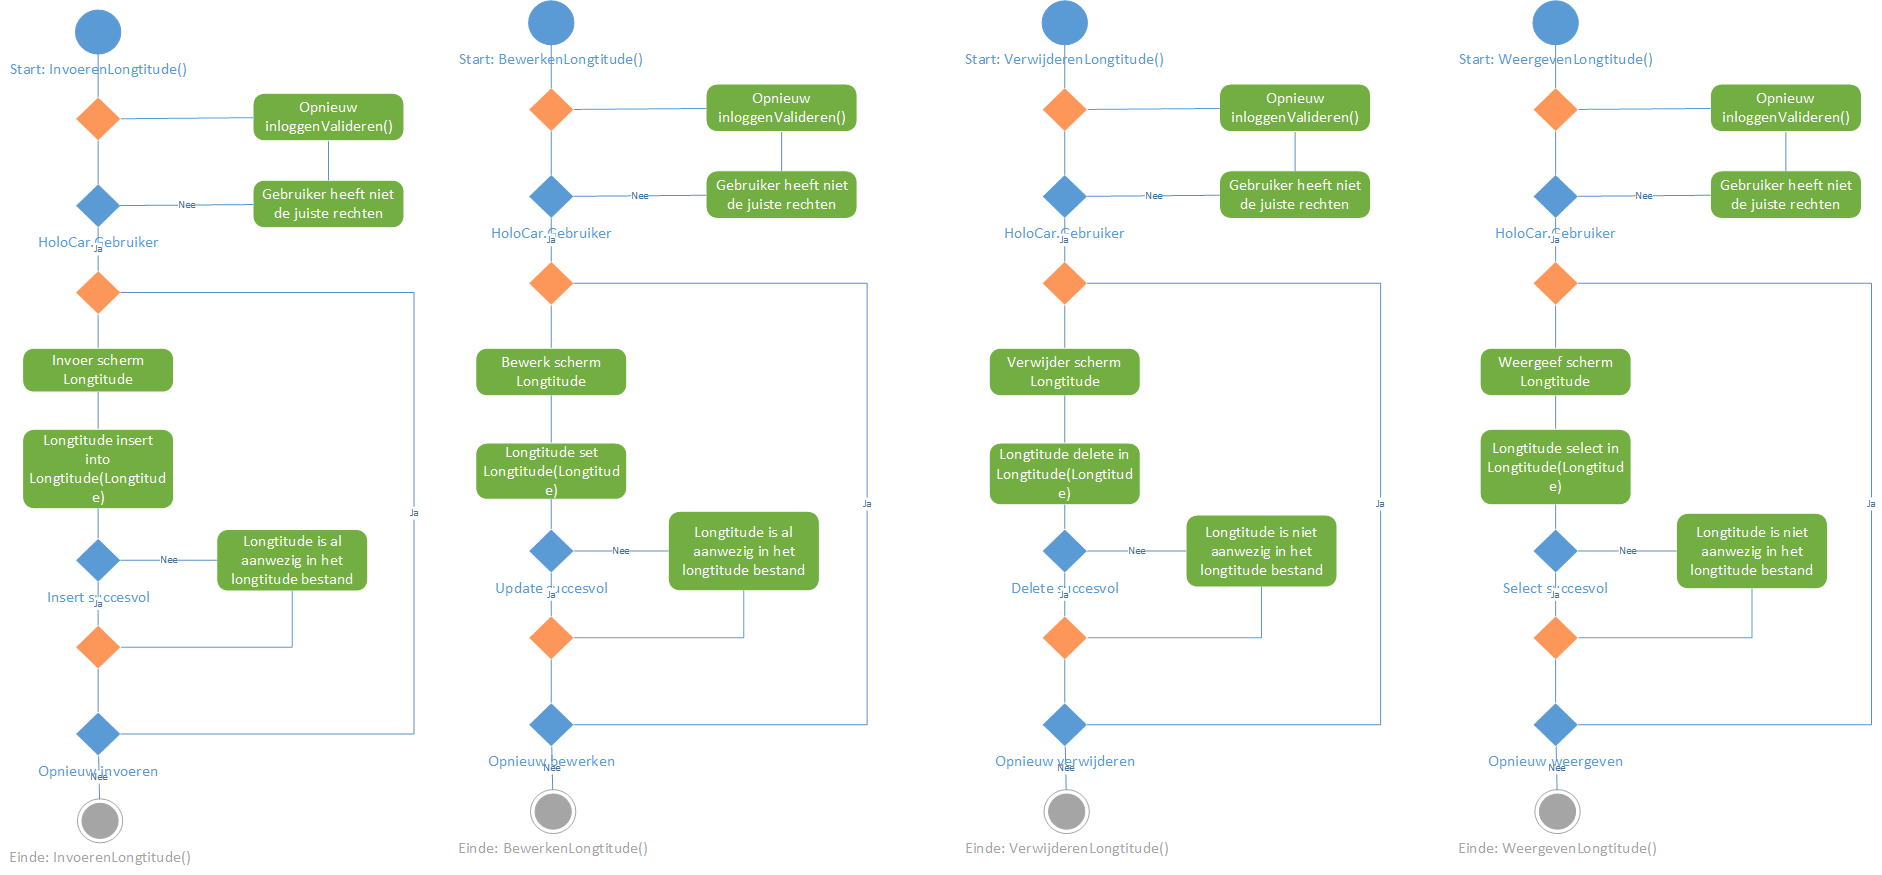 Start: InvoerenLongtitude()
Opnieuw
inloggenValideren()
Gebruiker heeft niet
de juiste rechten
Nee
HoloCar.Gebruiker
Ja
Invoer scherm
Longtitude
Longtitude insert
into
Longtitude(Longtitud
e)
Ja
Longtitude is al
aanwezig in het
longtitude bestand
Nee
Insert succesvol
Ja
Opnieuw invoeren
Nee
Einde: InvoerenLongtitude()
Start: BewerkenLongtitude()
Opnieuw
inloggenValideren()
Gebruiker heeft niet
de juiste rechten
Nee
HoloCar.Gebruiker
Ja
Bewerk scherm
Longtitude
Longtitude set
Longtitude(Longtitud
e)
Ja
Longtitude is al
aanwezig in het
longtitude bestand
Nee
Update succesvol
Ja
Opnieuw bewerken
Nee
Einde: BewerkenLongtitude()
Start: VerwijderenLongtitude()
Opnieuw
inloggenValideren()
Gebruiker heeft niet
de juiste rechten
Nee
HoloCar.Gebruiker
Ja
Verwijder scherm
Longtitude
Longtitude delete in
Longtitude(Longtitud
e)
Ja
Longtitude is niet
aanwezig in het
longtitude bestand
Nee
Delete succesvol
Ja
Opnieuw verwijderen
Nee
Einde: VerwijderenLongtitude()
Start: WeergevenLongtitude()
Opnieuw
inloggenValideren()
Gebruiker heeft niet
de juiste rechten
Nee
HoloCar.Gebruiker
Ja
Weergeef scherm
Longtitude
Longtitude select in
Longtitude(Longtitud
e)
Ja
Longtitude is niet
aanwezig in het
longtitude bestand
Nee
Select succesvol
Ja
Opnieuw weergeven
Nee
Einde: WeergevenLongtitude()